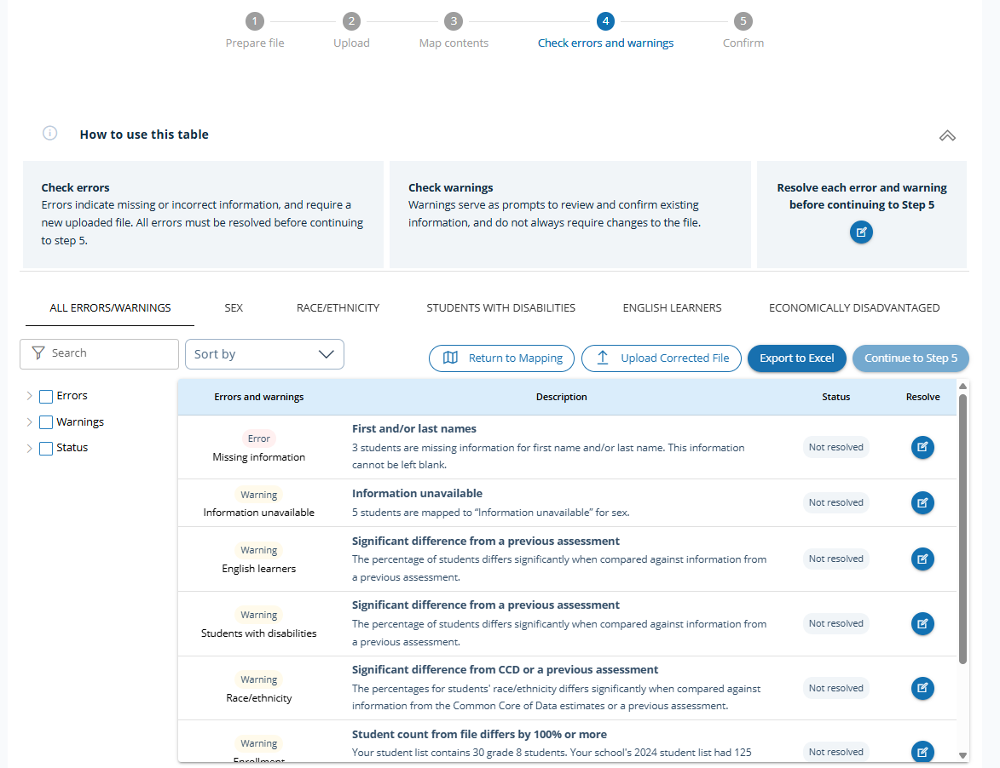 1 2 3 4 5
Prepare file Upload Map contents Check errors and warnings Confirm
How to use this table
Check errors
Errors indicate missing or incorrect information, and require a
new uploaded file. All errors must be resolved before continuing
to step 5.
Check warnings
Warnings serve as prompts to review and confirm existing
information, and do not always require changes to the file.
Resolve each error and warning
before continuing to Step 5
ALL ERRORS/WARNINGS SEX RACE/ETHNICITY STUDENTS WITH DISABILITIES ENGLISH LEARNERS ECONOMICALLY DISADVANTAGED
Search Sort by Return to Mapping Upload Corrected File Export to Excel Continue to Step 5
Errors
Warnings
Status
Errors and warnings Description Status Resolve
Error
Missing information
First and/or last names
3 students are missing information for first name and/or last name. This information
cannot be left blank.
Not resolved
Warning
Information unavailable
Information unavailable
5 students are mapped to “Information unavailable” for sex.
Not resolved
Warning
English learners
Significant difference from a previous assessment
The percentage of students differs significantly when compared against information from
a previous assessment.
Not resolved
Warning
Students with disabilities
Significant difference from a previous assessment
The percentage of students differs significantly when compared against information from
a previous assessment.
Not resolved
Warning
Race/ethnicity
Significant difference from CCD or a previous assessment
The percentages for students' race/ethnicity differs significantly when compared against
information from the Common Core of Data estimates or a previous assessment.
Not resolved
Warning
Enrollment
Student count from file differs by 100% or more
Your student list contains 30 grade 8 students. Your school's 2024 student list had 125
Not resolved